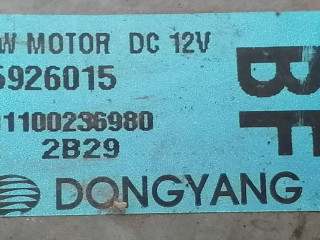 W MOTOR DC 12V
5926015
01100236980
2B29
BF
DONGYANG